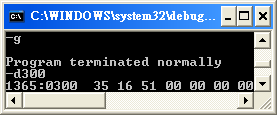 C:\WINDOWS\system32\debug...
-g
Program terminated normally
-d300
1365:0300 35 16 51 00 00 00 00